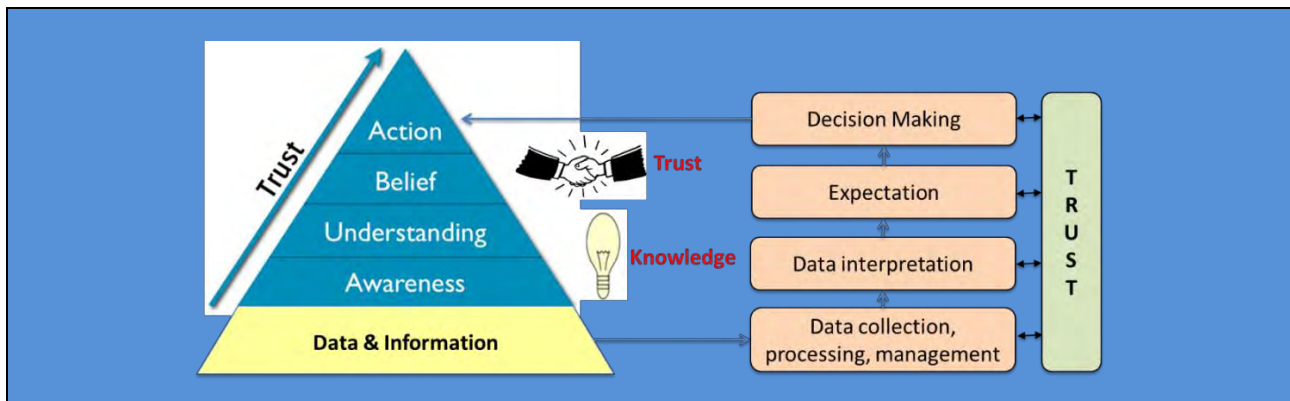 Trust
Action
Belief
Understanding
Awareness
Data & Information
Trust
Knowledge
Decision Making
Expectation
Data interpretation
Data collection,
processing, management
T
R
U
S
T